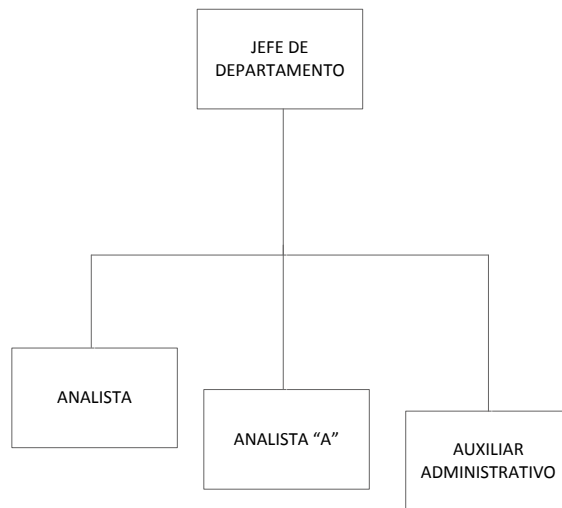 JEFE DE
DEPARTAMENTO
ANALISTA
ANALISTA “A”
AUXILIAR
ADMINISTRATIVO